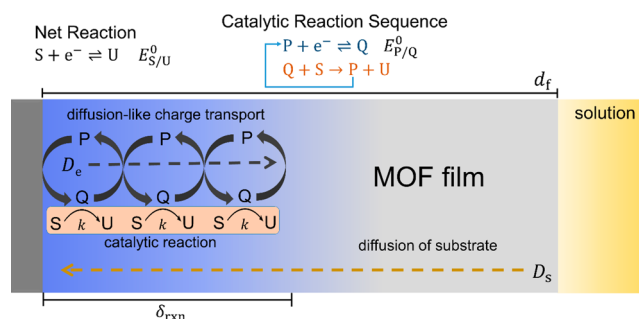 Net Reaction
S + e⁻ ⇌ U E⁰S/U
Catalytic Reaction Sequence
P + e⁻ ⇌ Q E⁰P/Q
Q + S → P + U
df
solution
diffusion-like charge transport
P P P
De
Q Q Q
S k U S k U S k U
catalytic reaction
MOF film
diffusion of substrate
Ds
δrxn